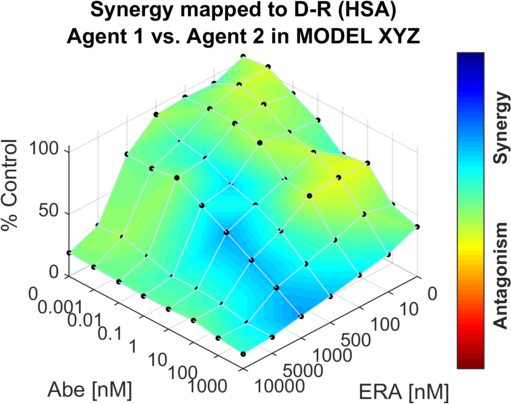 Synergy mapped to D-R (HSA)
Agent 1 vs. Agent 2 in MODEL XYZ
% Control
100
50
0
0
0.001
0.01
0.1
1
10
100
1000
Abe [nM]
0
10
100
500
1000
5000
10000
ERA [nM]
Synergy
Antagonism